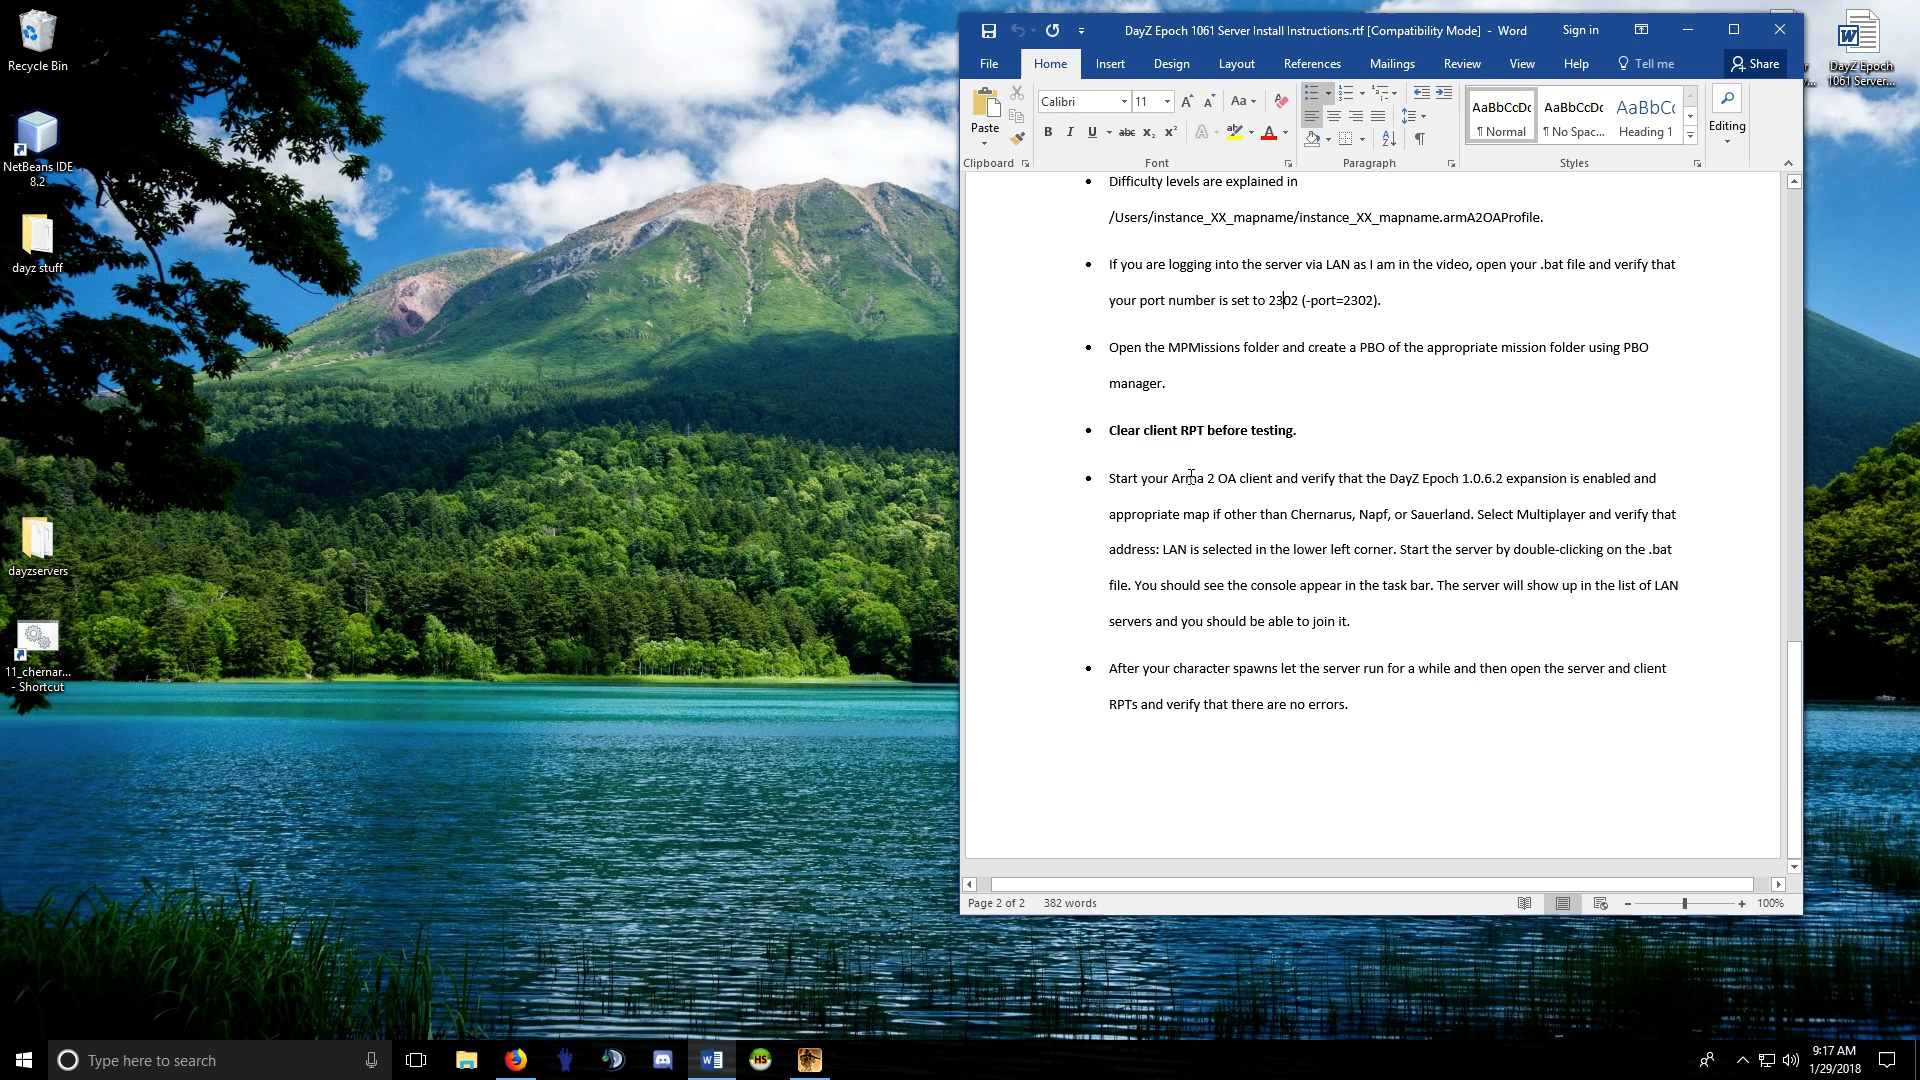 Recycle Bin
NetBeans IDE
8.2
dayz stuff
dayzservers
11_chernar...
- Shortcut
DayZ Epoch 1061 Server Install Instructions.rtf [Compatibility Mode] - Word
Sign in
File Home Insert Design Layout References Mailings Review View Help Tell me Share
Paste
Calibri 11
Aa
B I U abc x₂ x²
AaBbCcDc AaBbCcDc AaBbCc
¶ Normal ¶ No Spac... Heading 1
Editing
Clipboard Font Paragraph Styles
• Difficulty levels are explained in
/Users/instance_XX_mapname/instance_XX_mapname.armA2OAProfile.
• If you are logging into the server via LAN as I am in the video, open your .bat file and verify that
your port number is set to 2302 (-port=2302).
• Open the MPMissions folder and create a PBO of the appropriate mission folder using PBO
manager.
• Clear client RPT before testing.
• Start your Arma 2 OA client and verify that the DayZ Epoch 1.0.6.2 expansion is enabled and
appropriate map if other than Chernarus, Napf, or Sauerland. Select Multiplayer and verify that
address: LAN is selected in the lower left corner. Start the server by double-clicking on the .bat
file. You should see the console appear in the task bar. The server will show up in the list of LAN
servers and you should be able to join it.
• After your character spawns let the server run for a while and then open the server and client
RPTs and verify that there are no errors.
Page 2 of 2 382 words
100%
DayZ Epoch
1061 Server...
Type here to search
HS
9:17 AM
1/29/2018